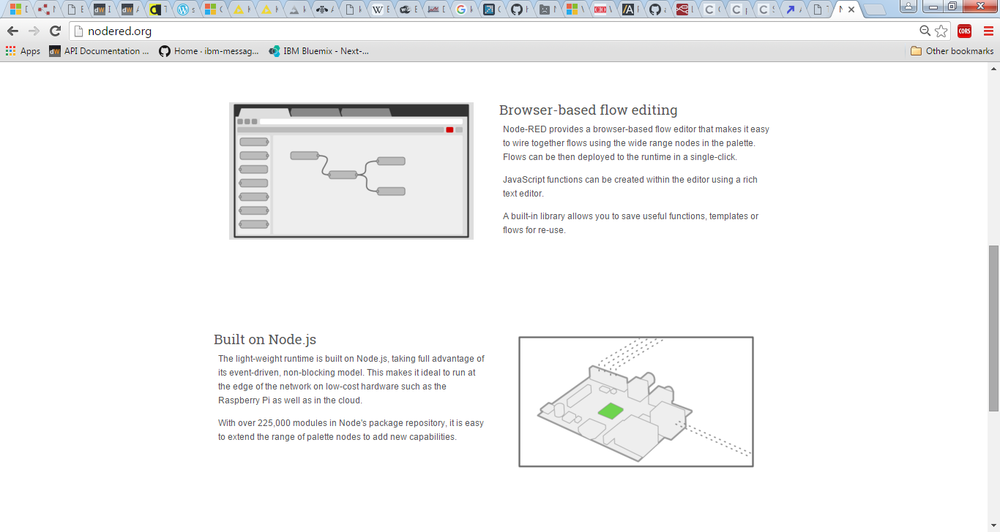 nodered.org
CORS
Apps
API Documentation ...
Home · ibm-messag...
IBM Bluemix - Next-...
Other bookmarks
Browser-based flow editing
Node-RED provides a browser-based flow editor that makes it easy
to wire together flows using the wide range nodes in the palette.
Flows can be then deployed to the runtime in a single-click.
JavaScript functions can be created within the editor using a rich
text editor.
A built-in library allows you to save useful functions, templates or
flows for re-use.
Built on Node.js
The light-weight runtime is built on Node.js, taking full advantage of
its event-driven, non-blocking model. This makes it ideal to run at
the edge of the network on low-cost hardware such as the
Raspberry Pi as well as in the cloud.
With over 225,000 modules in Node's package repository, it is easy
to extend the range of palette nodes to add new capabilities.